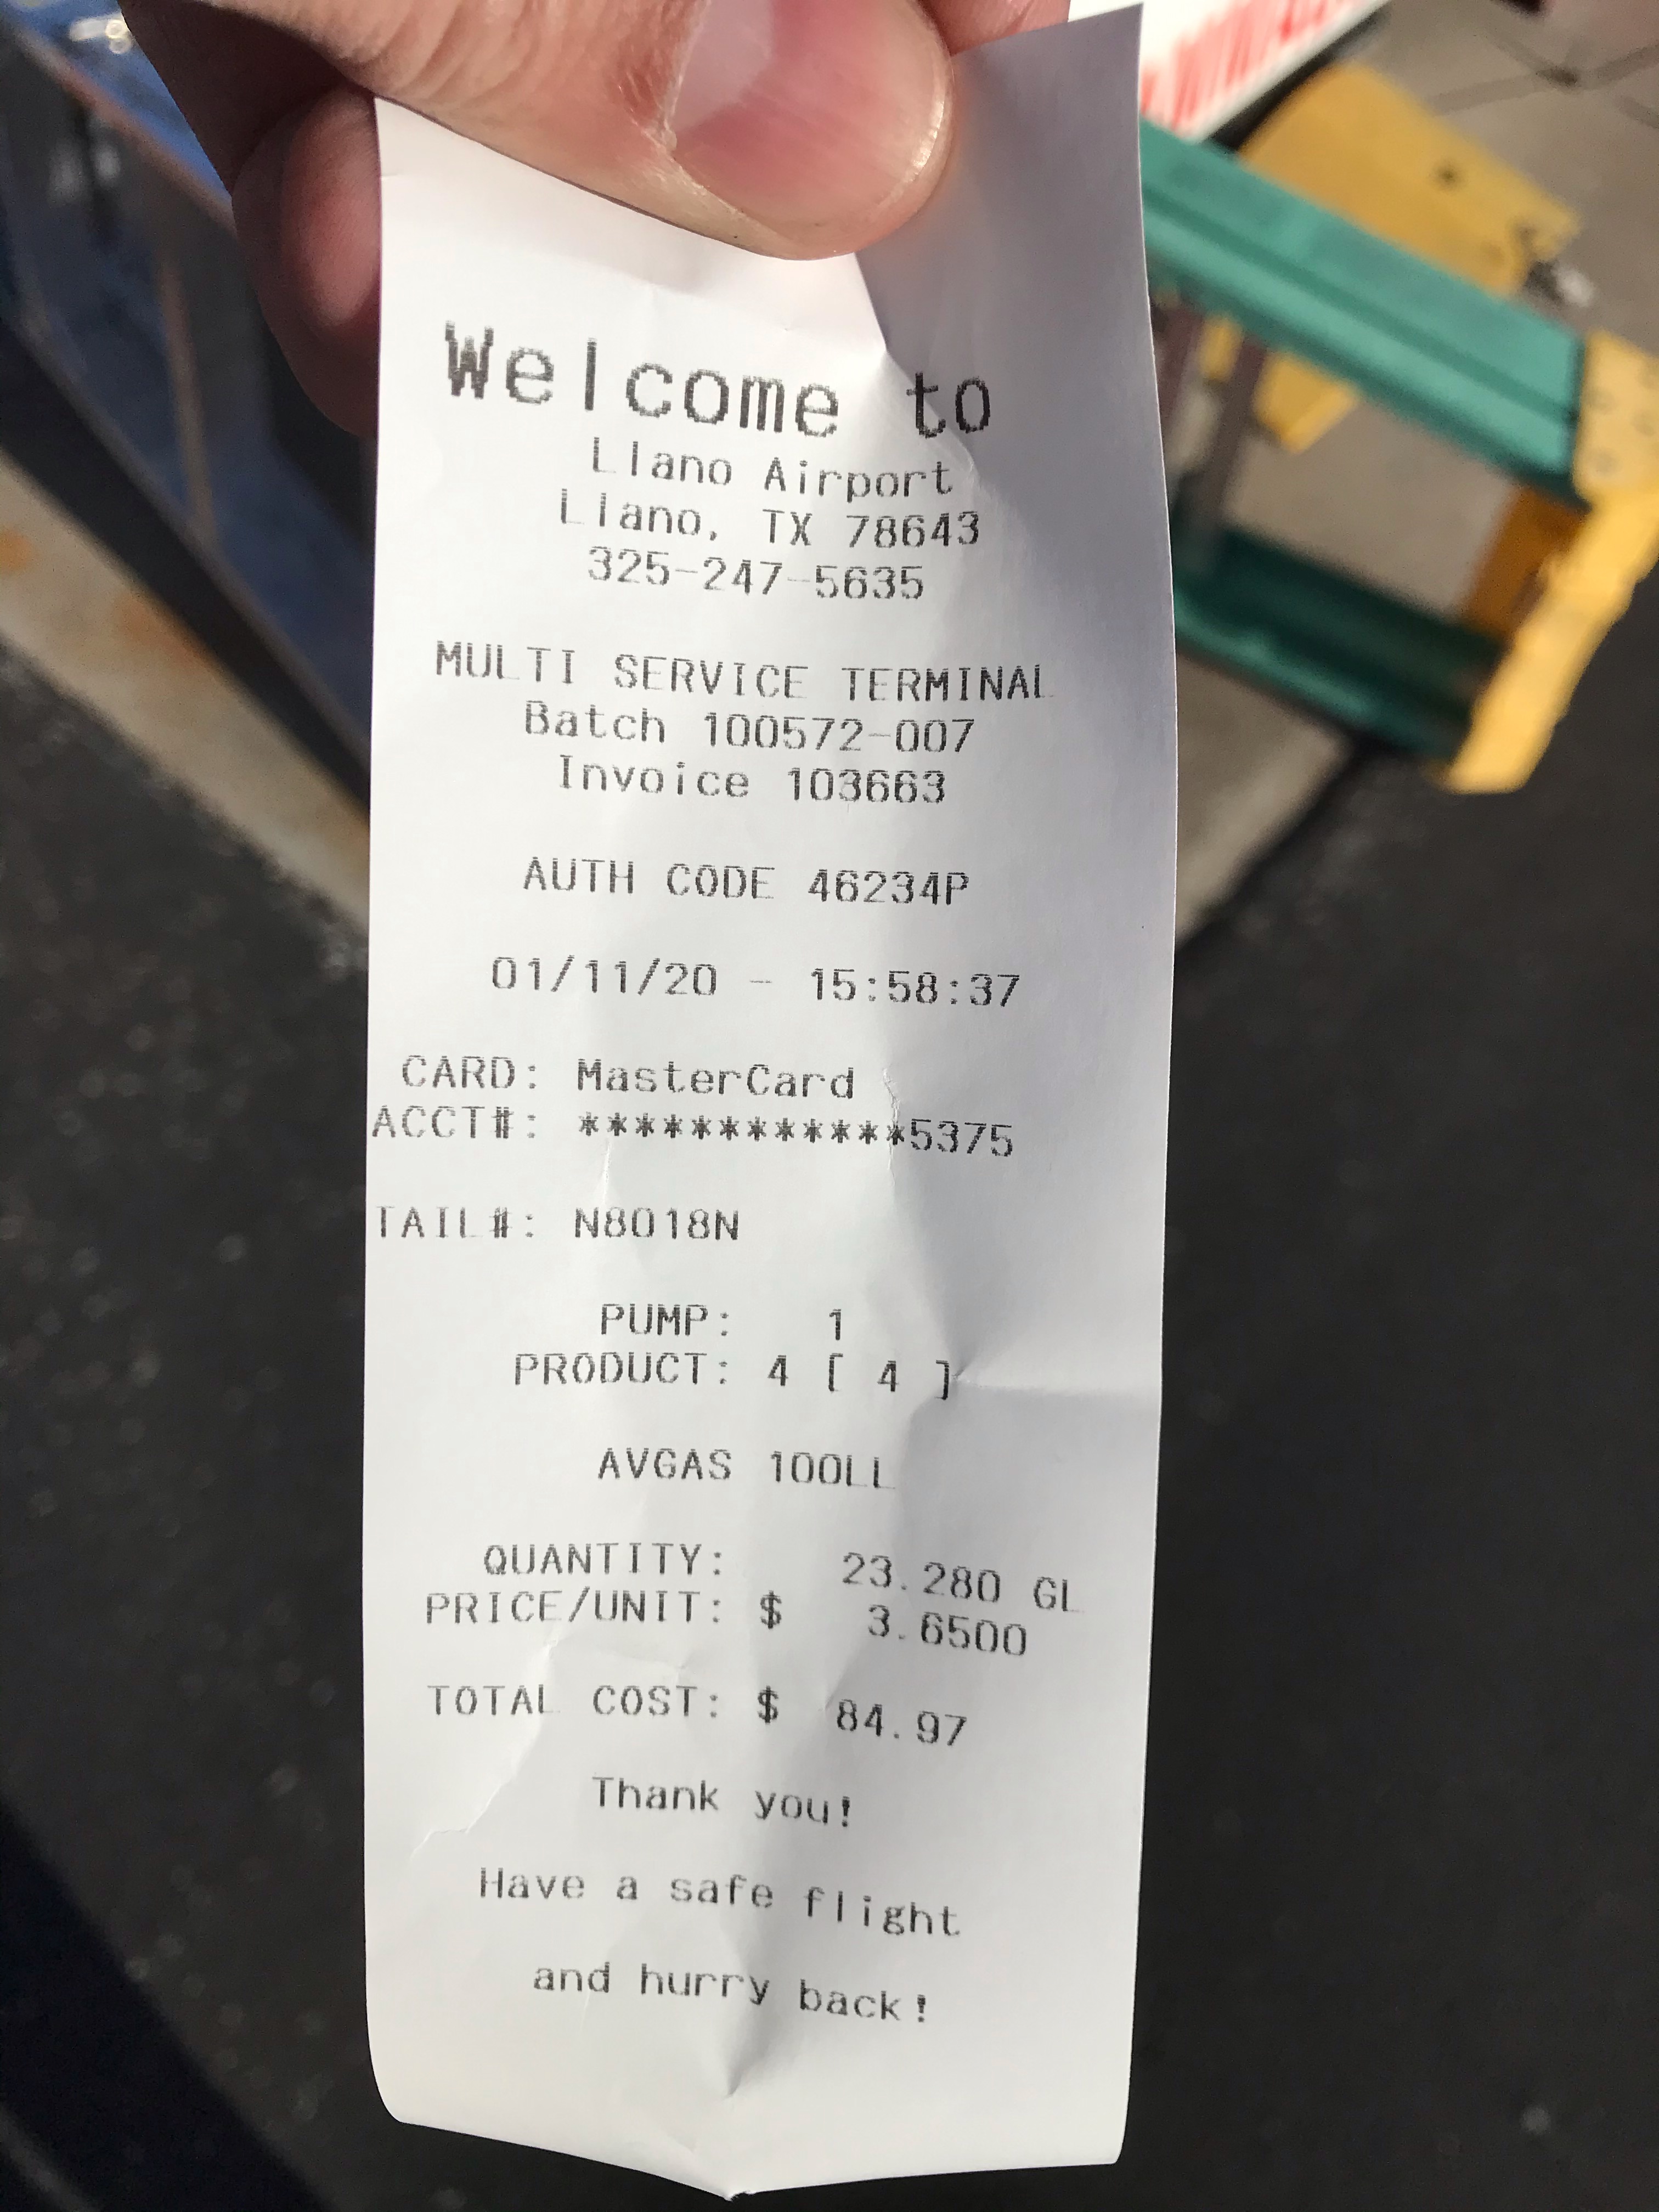 Welcome to
Llano Airport
Llano, TX 78643
325-247-5635
MULTI SERVICE TERMINAL
Batch 100572-007
Invoice 103663
AUTH CODE 46234P
01/11/20 - 15:58:37
CARD: MasterCard
ACCT#: ************5375
TAIL#: N8018N
PUMP: 1
PRODUCT: 4 [ 4 ]
AVGAS 100LL
QUANTITY: 23.280 GL
PRICE/UNIT: $ 3.6500
TOTAL COST: $ 84.97
Thank you!
Have a safe flight
and hurry back!